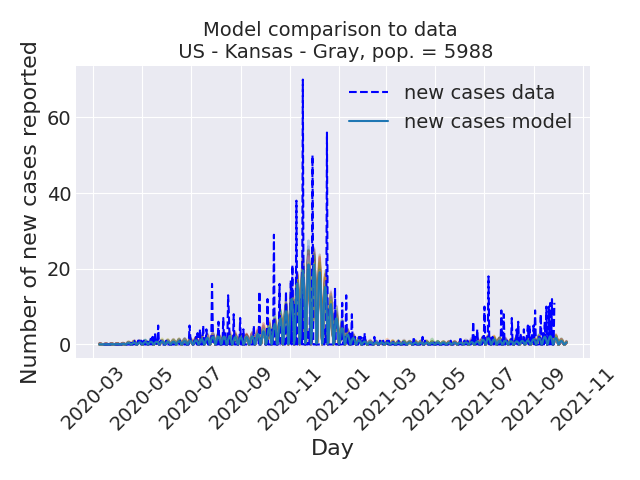 Model comparison to data
US - Kansas - Gray, pop. = 5988
new cases data
new cases model
Number of new cases reported
60
40
20
0
2020-03
2020-05
2020-07
2020-09
2020-11
2021-01
2021-03
2021-05
2021-07
2021-09
2021-11
Day